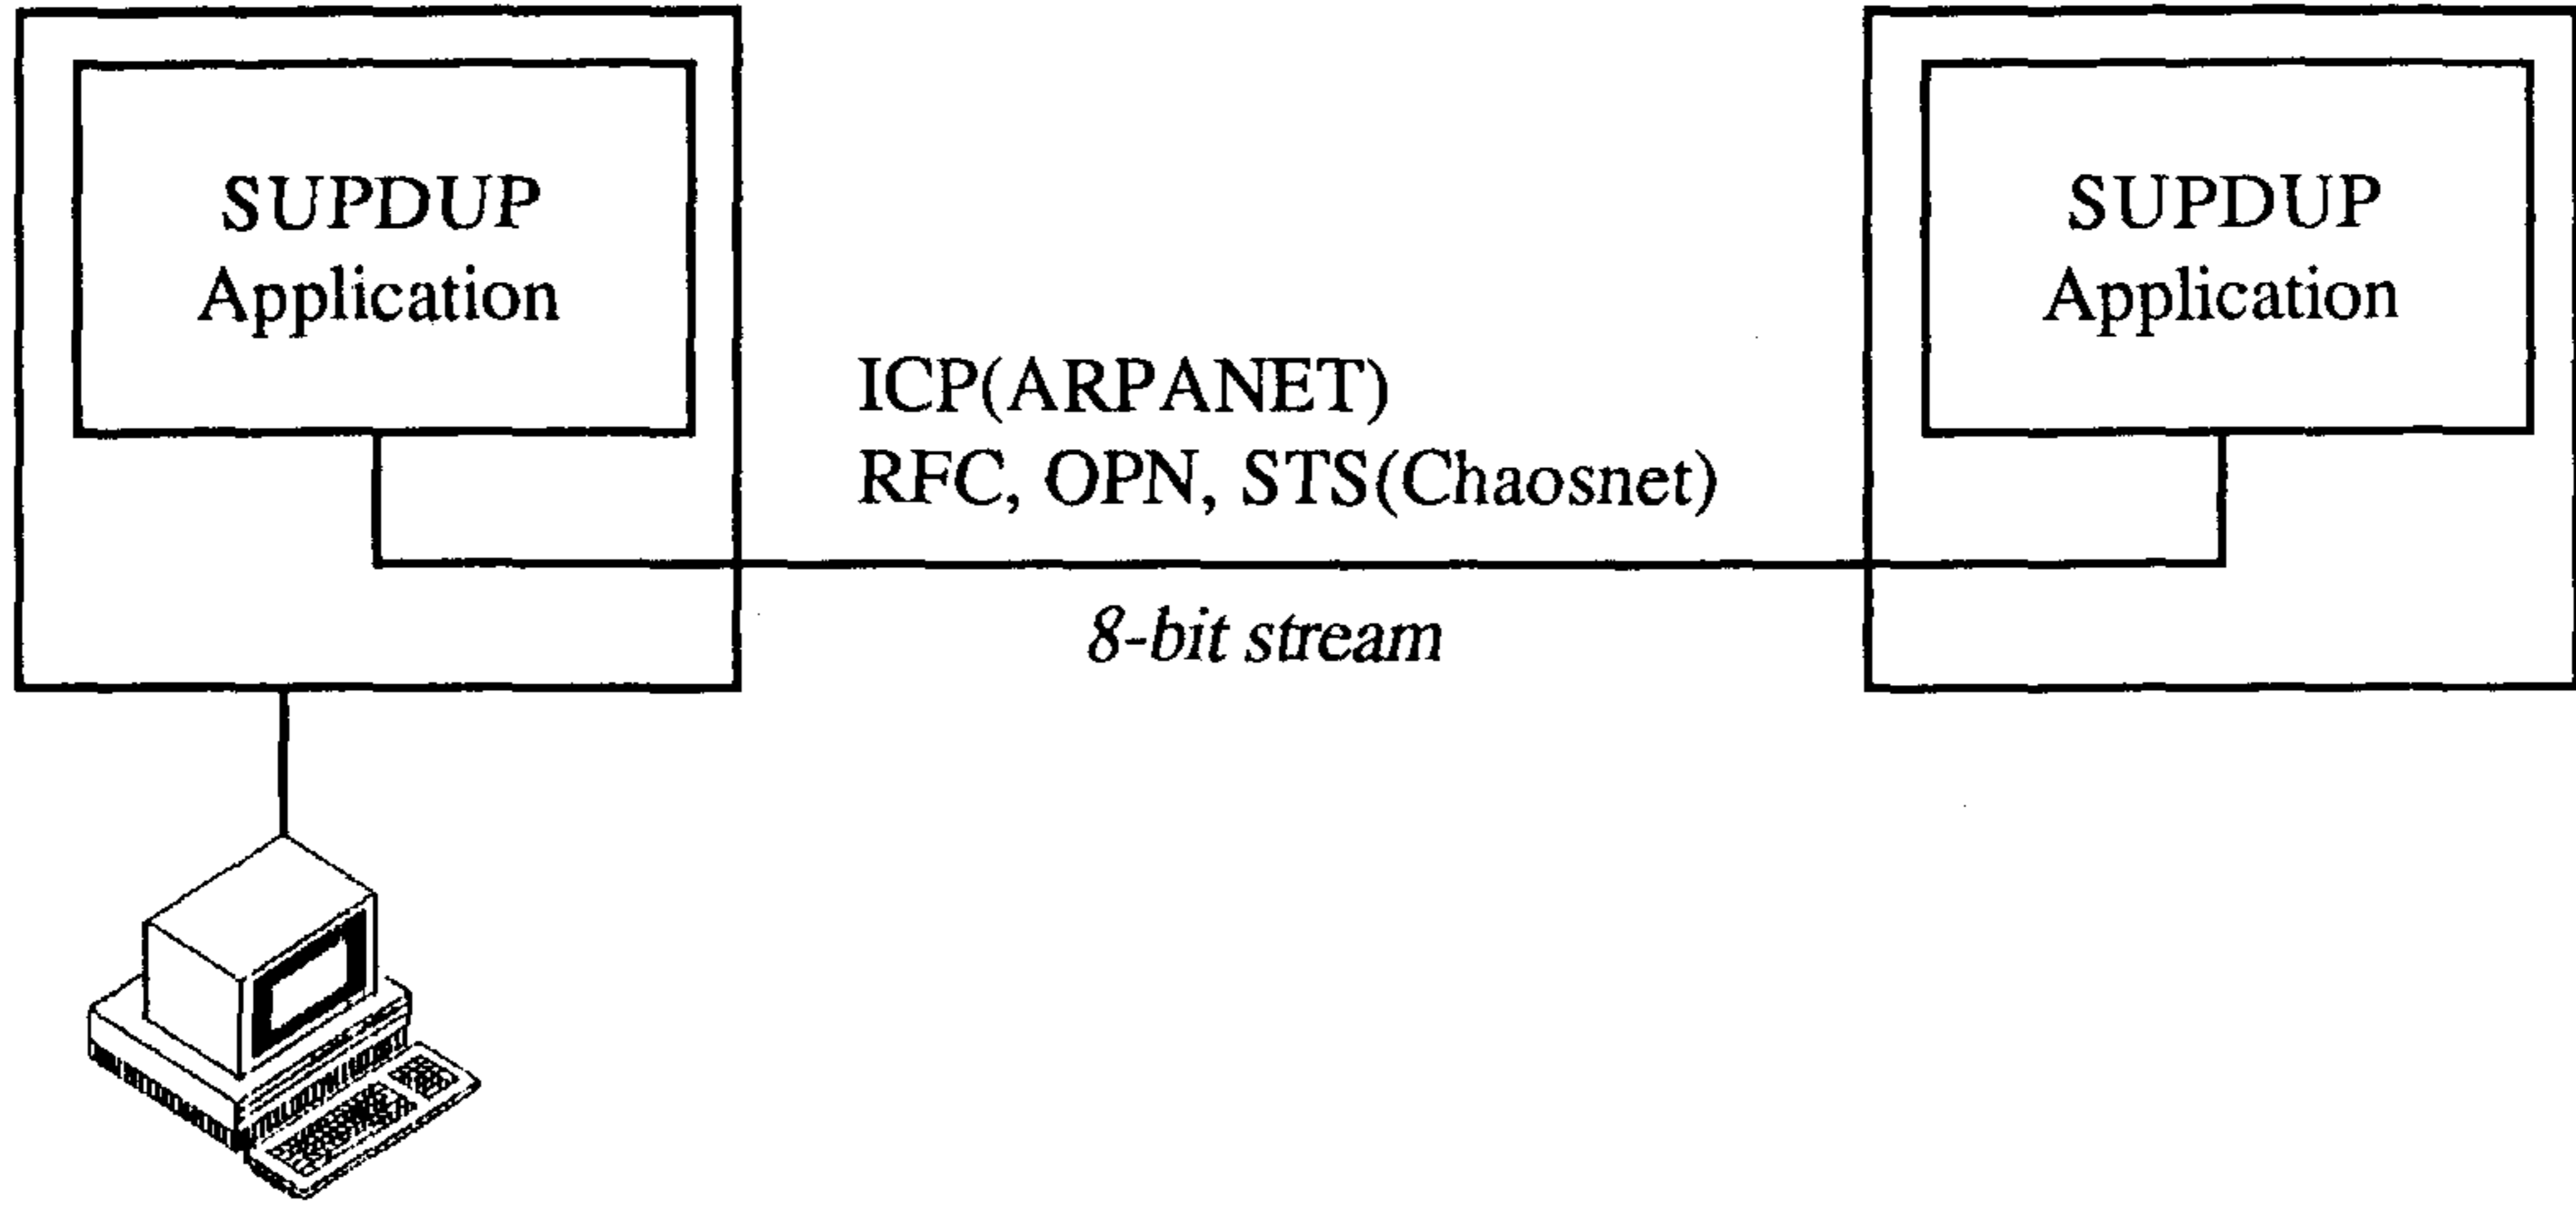 SUPDUP
Application
ICP(ARPANET)
RFC, OPN, STS(Chaosnet)
8-bit stream
SUPDUP
Application